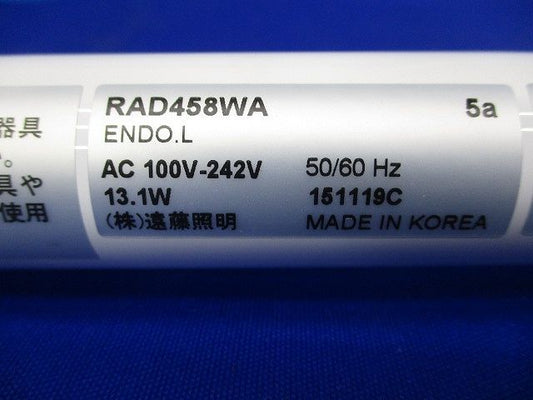 RAD458WA 5a
ENDO.L
AC 100V-242V 50/60 Hz
13.1W 151119C
(株)遠藤照明 MADE IN KOREA
器具
い。
具や
使用